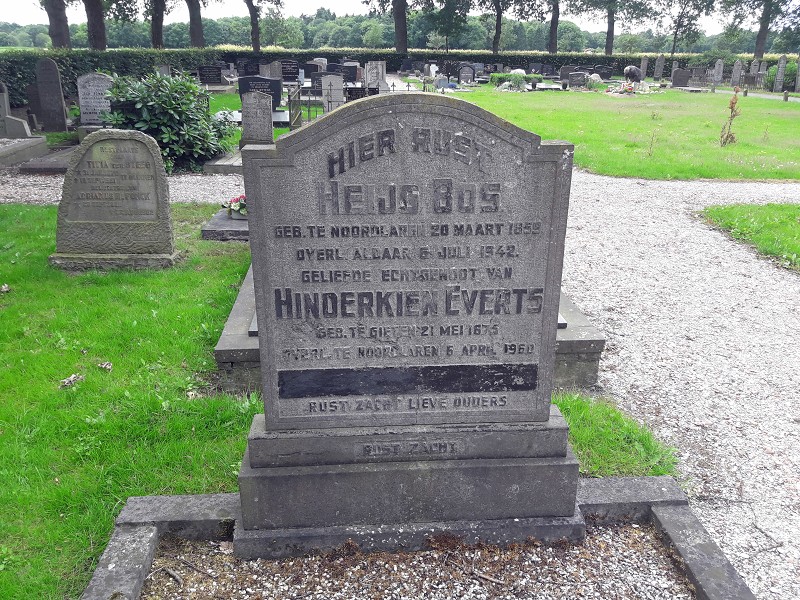 HIER RUST
HEIJS BOS
GEB. TE NOORDLAREN 20 MAART 1859
OVERL. ALDAAR 6 JULI 1942.
GELIEFDE ECHTGENOOT VAN
HINDERKIEN EVERTS
GEB. TE GIETEN 21 MEI 1875
OVERL. TE NOORDLAREN 6 APRIL 1960
RUST ZACHT LIEVE OUDERS
RUST ZACHT